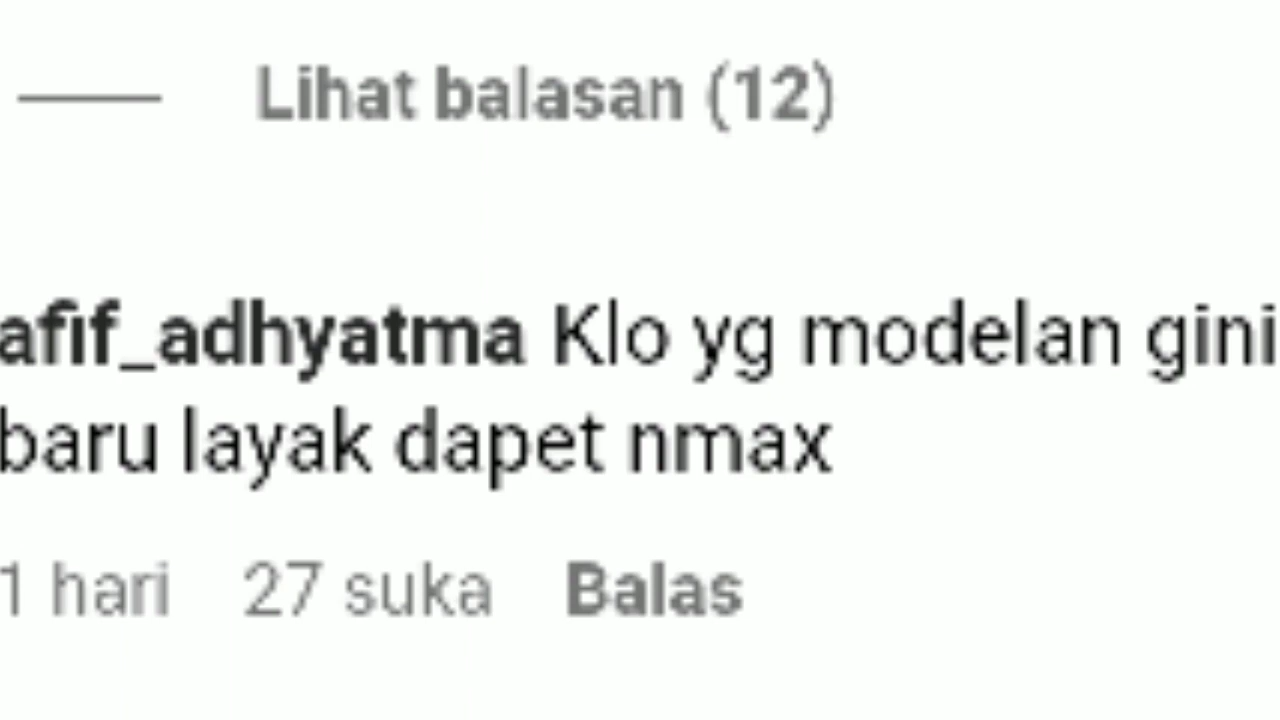 Lihat balasan (12)
afif_adhyatma Klo yg modelan gini
baru layak dapet nmax
1 hari 27 suka Balas